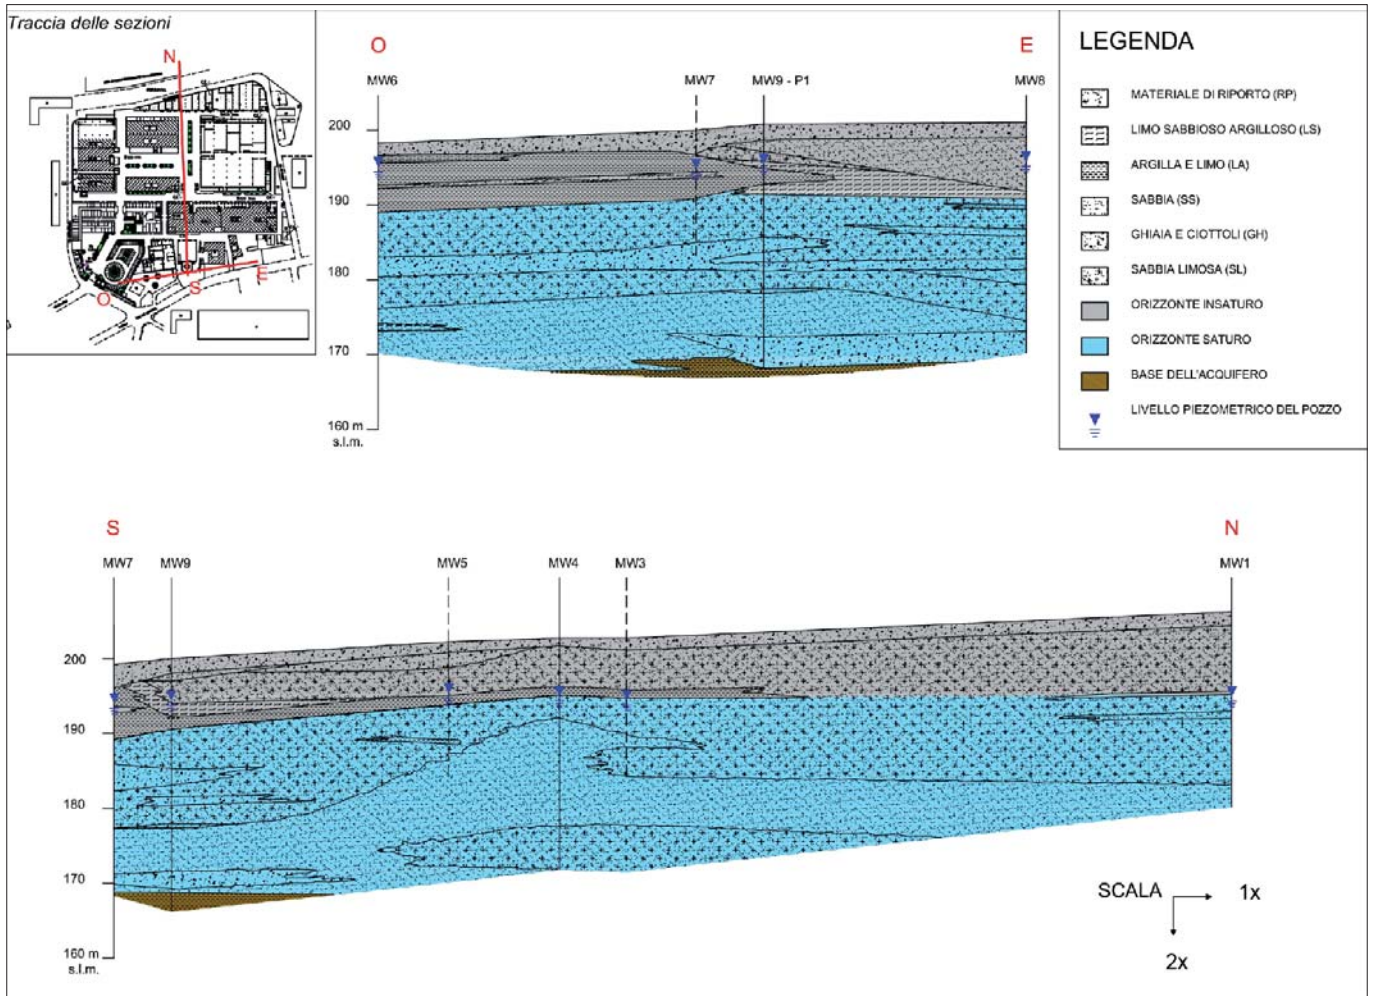 Traccia delle sezioni
N
O
S
E
O
E
MW6
MW7
MW9 - P1
MW8
200
190
180
170
160 m
s.l.m.
LEGENDA
MATERIALE DI RIPORTO (RP)
LIMO SABBIOSO ARGILLOSO (LS)
ARGILLA E LIMO (LA)
SABBIA (SS)
GHIAIA E CIOTTOLI (GH)
SABBIA LIMOSA (SL)
ORIZZONTE INSATURO
ORIZZONTE SATURO
BASE DELL'ACQUIFERO
LIVELLO PIEZOMETRICO DEL POZZO
S
N
MW7
MW9
MW5
MW4
MW3
MW1
200
190
180
170
160 m
s.l.m.
SCALA
1x
2x